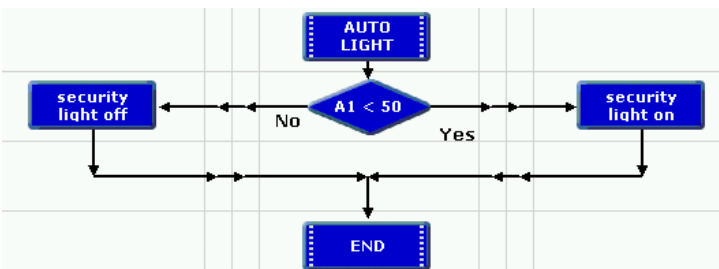 AUTO
LIGHT
security
light off
No
A1 < 50
Yes
security
light on
END